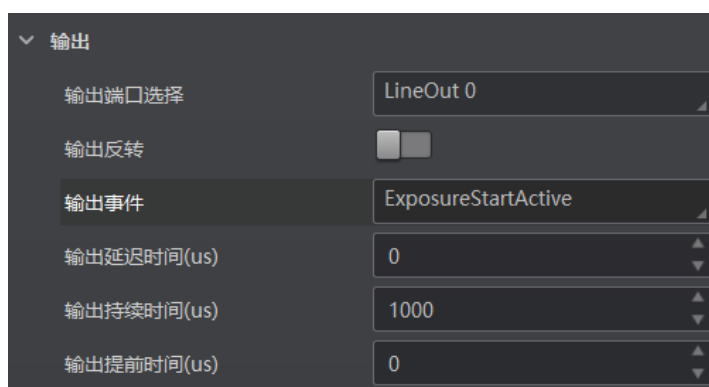 输出
输出端口选择 LineOut 0
输出反转
输出事件 ExposureStartActive
输出延迟时间(us) 0
输出持续时间(us) 1000
输出提前时间(us) 0